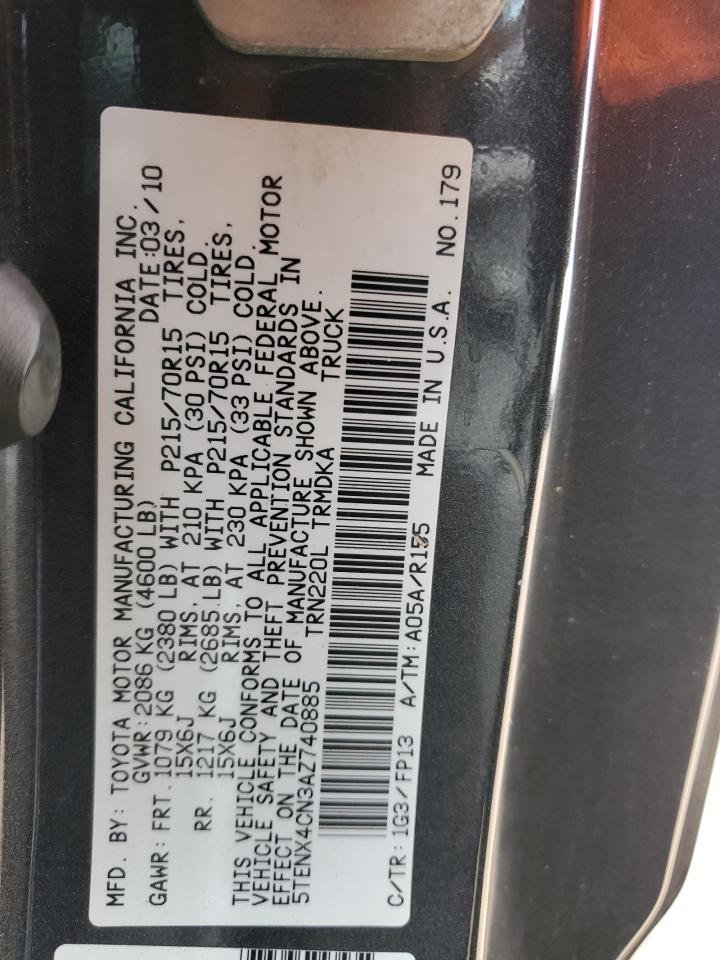 MFD. BY: TOYOTA MOTOR MANUFACTURING CALIFORNIA INC.
GVWR: 2086 KG (4600 LB) DATE: 03/10
GAWR: FRT. 1079 KG (2380 LB) WITH P215/70R15 TIRES,
15X6J RIMS, AT 210 KPA (30 PSI) COLD.
RR. 1217 KG (2685 LB) WITH P215/70R15 TIRES,
15X6J RIMS, AT 230 KPA (33 PSI) COLD.
THIS VEHICLE CONFORMS TO ALL APPLICABLE FEDERAL MOTOR
VEHICLE SAFETY AND THEFT PREVENTION STANDARDS IN
EFFECT ON THE DATE OF MANUFACTURE SHOWN ABOVE.
5TENX4CN3AZ740885 TRN220L TRMDKA TRUCK
C/TR: 1G3/FP13 A/TM: A05A/R155 MADE IN U.S.A. NO.179